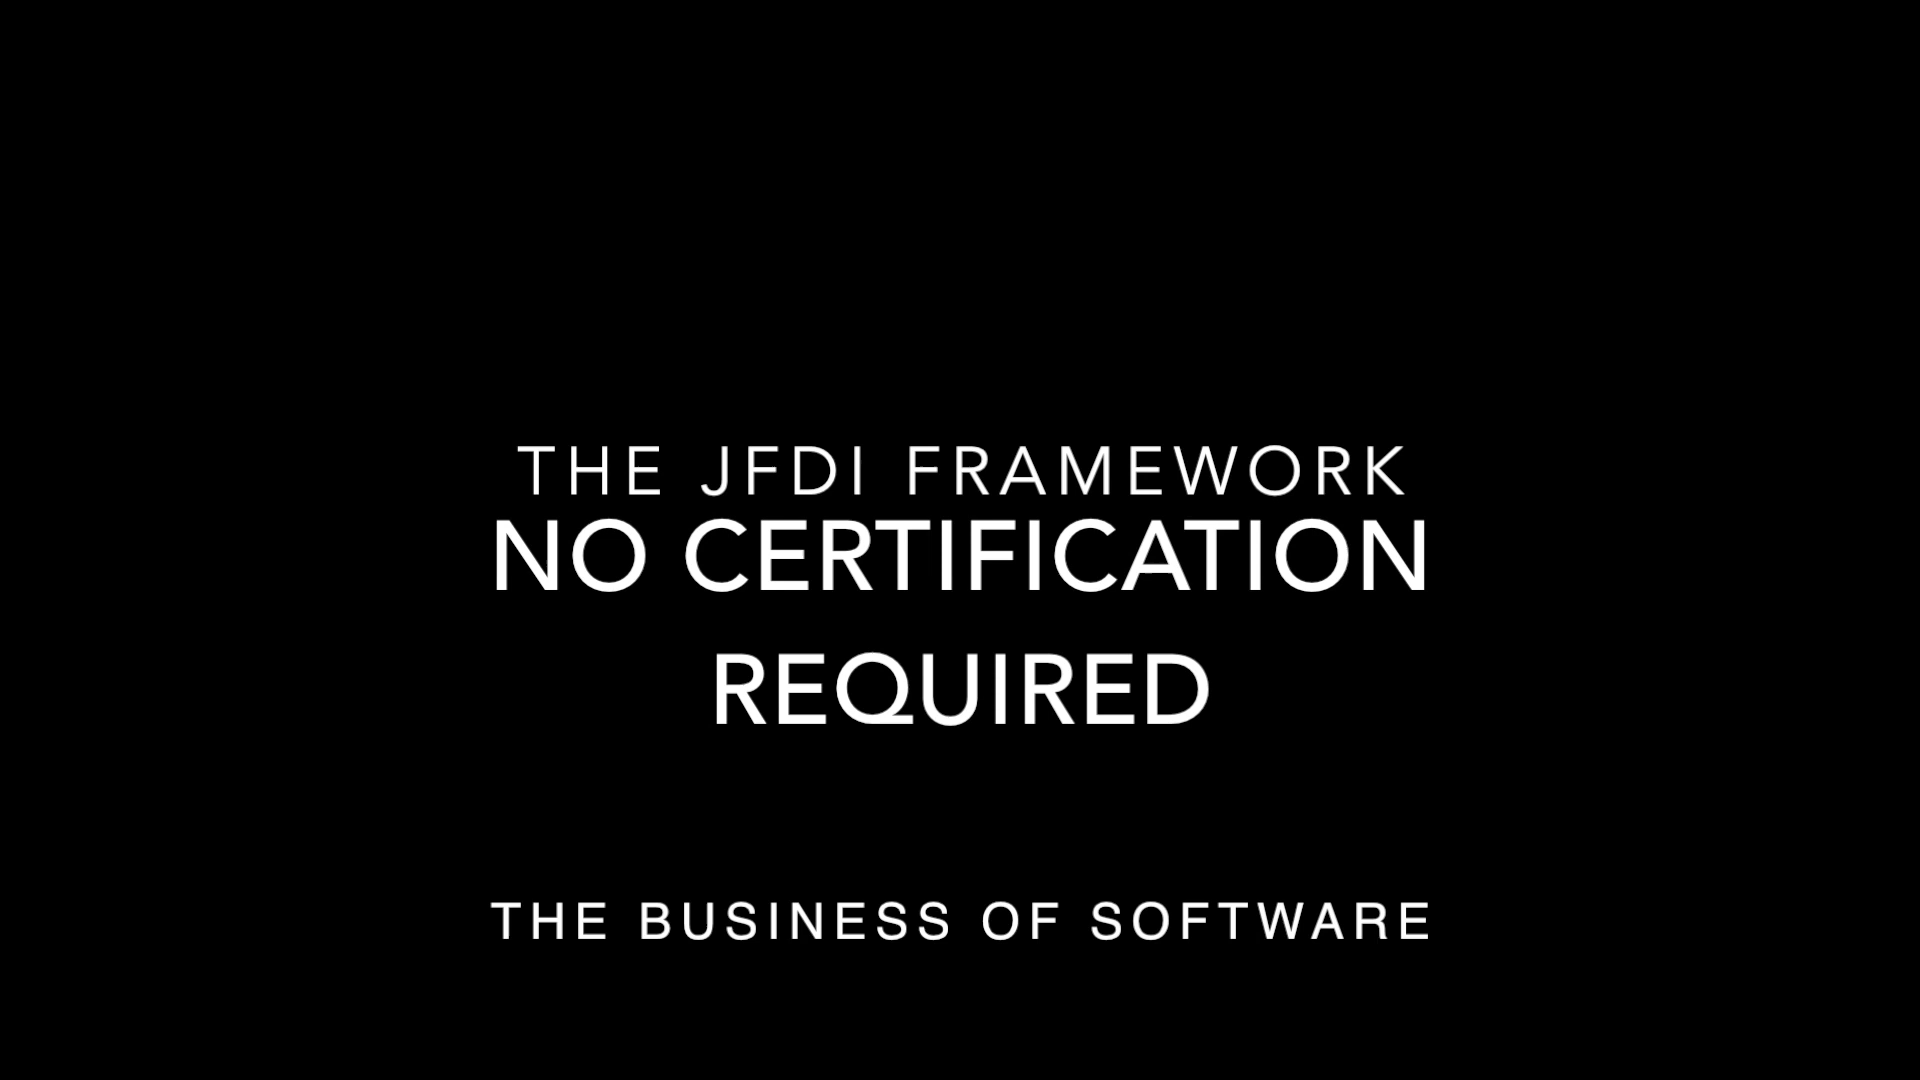 THE JFDI FRAMEWORK
NO CERTIFICATION
REQUIRED
THE BUSINESS OF SOFTWARE